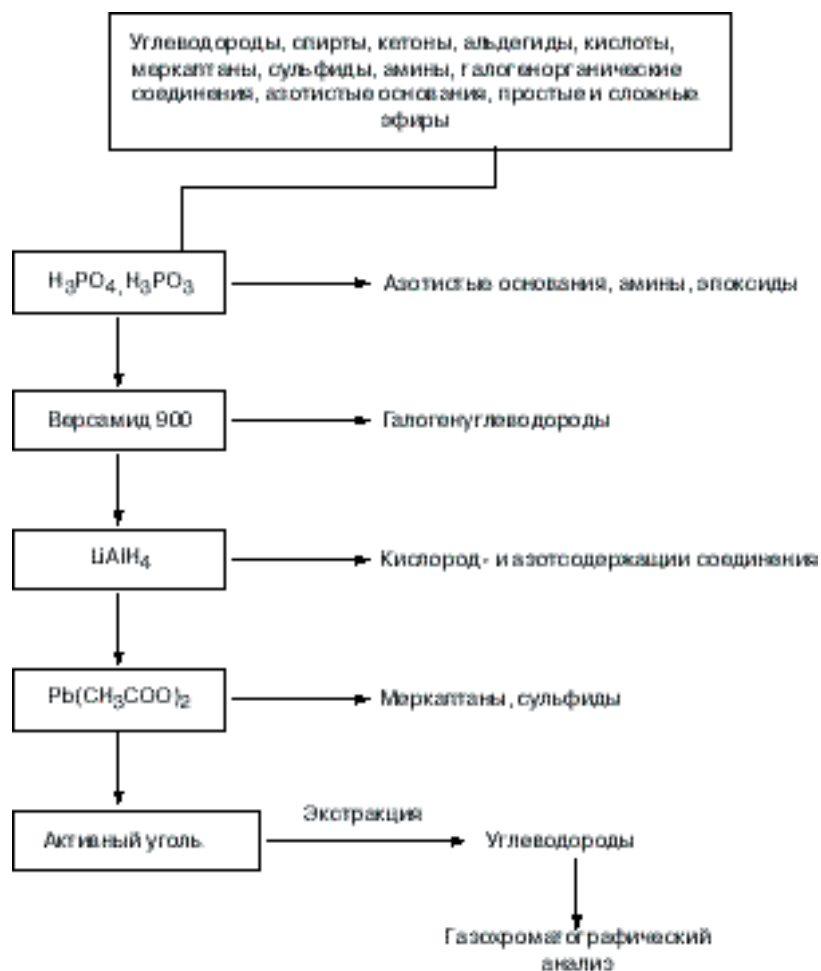 Углеводороды, спирты, кетоны, альдегиды, кислоты,
меркаптаны, сульфиды, амины, галогенорганические
соединения, азотистые основания, простые и сложные
эфиры
H3PO4, H3PO3
Азотистые основания, амины, эпоксиды
Версамид 900
Галогенуглеводороды
LiAlH4
Кислород- и азотсодержащии соединения
Pb(CH3COO)2
Меркаптаны, сульфиды
Экстракция
Активный уголь.
Углеводороды
Газохроматографический
анализ